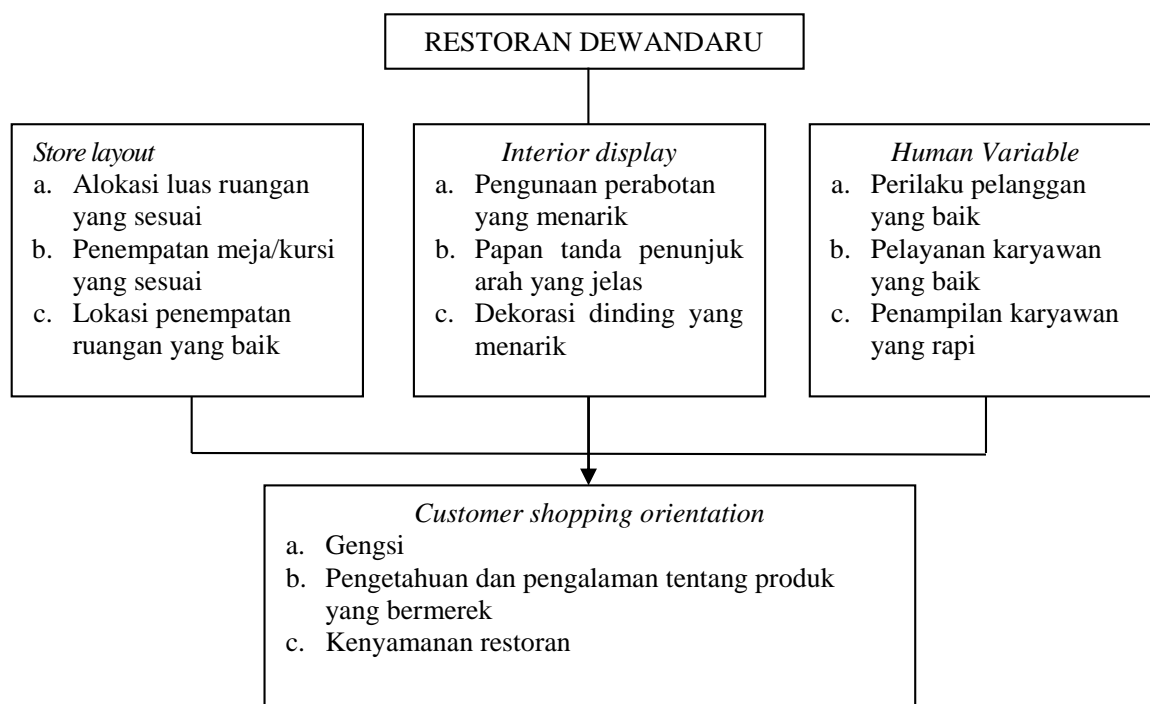 RESTORAN DEWANDARU
Store layout
a. Alokasi luas ruangan
yang sesuai
b. Penempatan meja/kursi
yang sesuai
c. Lokasi penempatan
ruangan yang baik
Interior display
a. Pengunaan perabotan
yang menarik
b. Papan tanda penunjuk
arah yang jelas
c. Dekorasi dinding yang
menarik
Human Variable
a. Perilaku pelanggan
yang baik
b. Pelayanan karyawan
yang baik
c. Penampilan karyawan
yang rapi
Customer shopping orientation
a. Gengsi
b. Pengetahuan dan pengalaman tentang produk
yang bermerek
c. Kenyamanan restoran